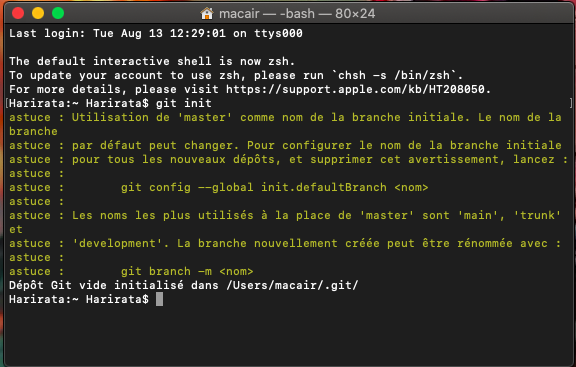 macair — -bash — 80×24
Last login: Tue Aug 13 12:29:01 on ttys000
The default interactive shell is now zsh.
To update your account to use zsh, please run `chsh -s /bin/zsh`.
For more details, please visit https://support.apple.com/kb/HT208050.
[Harirata:~ Harirata$ git init ]
astuce : Utilisation de 'master' comme nom de la branche initiale. Le nom de la
branche
astuce : par défaut peut changer. Pour configurer le nom de la branche initiale
astuce : pour tous les nouveaux dépôts, et supprimer cet avertissement, lancez :
astuce :
astuce : git config --global init.defaultBranch <nom>
astuce :
astuce : Les noms les plus utilisés à la place de 'master' sont 'main', 'trunk'
et
astuce : 'development'. La branche nouvellement créée peut être rénommée avec :
astuce :
astuce : git branch -m <nom>
Dépôt Git vide initialisé dans /Users/macair/.git/
Harirata:~ Harirata$